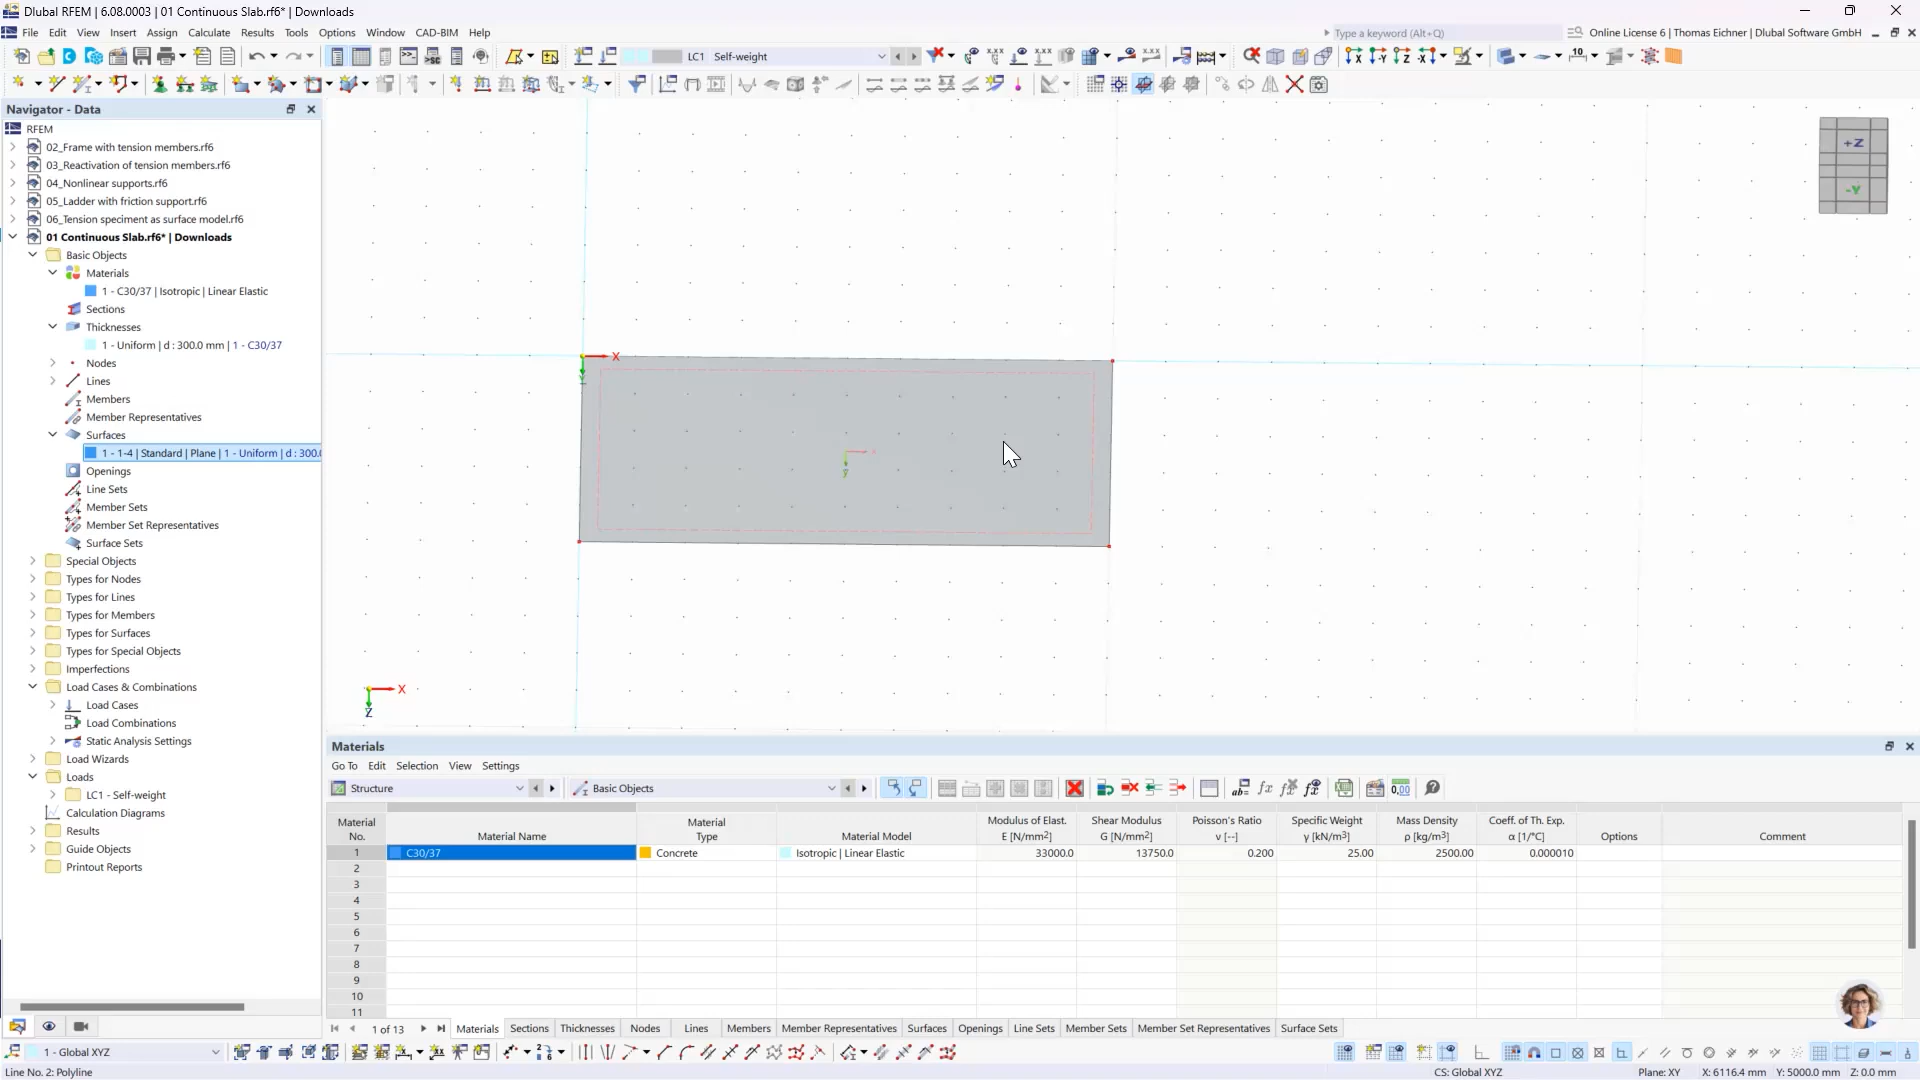 Dlubal RFEM | 6.08.0003 | 01 Continuous Slab.rf6* | Downloads
File Edit View Insert Assign Calculate Results Tools Options Window CAD-BIM Help
Type a keyword (Alt+Q)
Online License 6 | Thomas Eichner | Dlubal Software GmbH
LC1 Self-weight
Navigator - Data
RFEM
02_Frame with tension members.rf6
03_Reactivation of tension members.rf6
04_Nonlinear supports.rf6
05_Ladder with friction support.rf6
06_Tension speciment as surface model.rf6
01 Continuous Slab.rf6* | Downloads
Basic Objects
Materials
1 - C30/37 | Isotropic | Linear Elastic
Sections
Thicknesses
1 - Uniform | d : 300.0 mm | 1 - C30/37
Nodes
Lines
Members
Member Representatives
Surfaces
1 - 1-4 | Standard | Plane | 1 - Uniform | d : 300.
Openings
Line Sets
Member Sets
Member Set Representatives
Surface Sets
Special Objects
Types for Nodes
Types for Lines
Types for Members
Types for Surfaces
Types for Special Objects
Imperfections
Load Cases & Combinations
Load Cases
Load Combinations
Static Analysis Settings
Load Wizards
Loads
LC1 - Self-weight
Calculation Diagrams
Results
Guide Objects
Printout Reports
+Z
-Y
X
X
Z
Materials
Go To Edit Selection View Settings
Structure
Basic Objects
Material No. Material Name Material Type Material Model Modulus of Elast. E [N/mm2] Shear Modulus G [N/mm2] Poisson's Ratio ν [--] Specific Weight γ [kN/m3] Mass Density ρ [kg/m3] Coeff. of Th. Exp. α [1/°C] Options Comment
1 C30/37 Concrete Isotropic | Linear Elastic 33000.0 13750.0 0.200 25.00 2500.00 0.000010
2
3
4
5
6
7
8
9
10
11
1 of 13 Materials Sections Thicknesses Nodes Lines Members Member Representatives Surfaces Openings Line Sets Member Sets Member Set Representatives Surface Sets
1 - Global XYZ
Line No. 2: Polyline
CS: Global XYZ
Plane: XY
X: 6116.4 mm Y: 5000.0 mm Z: 0.0 mm